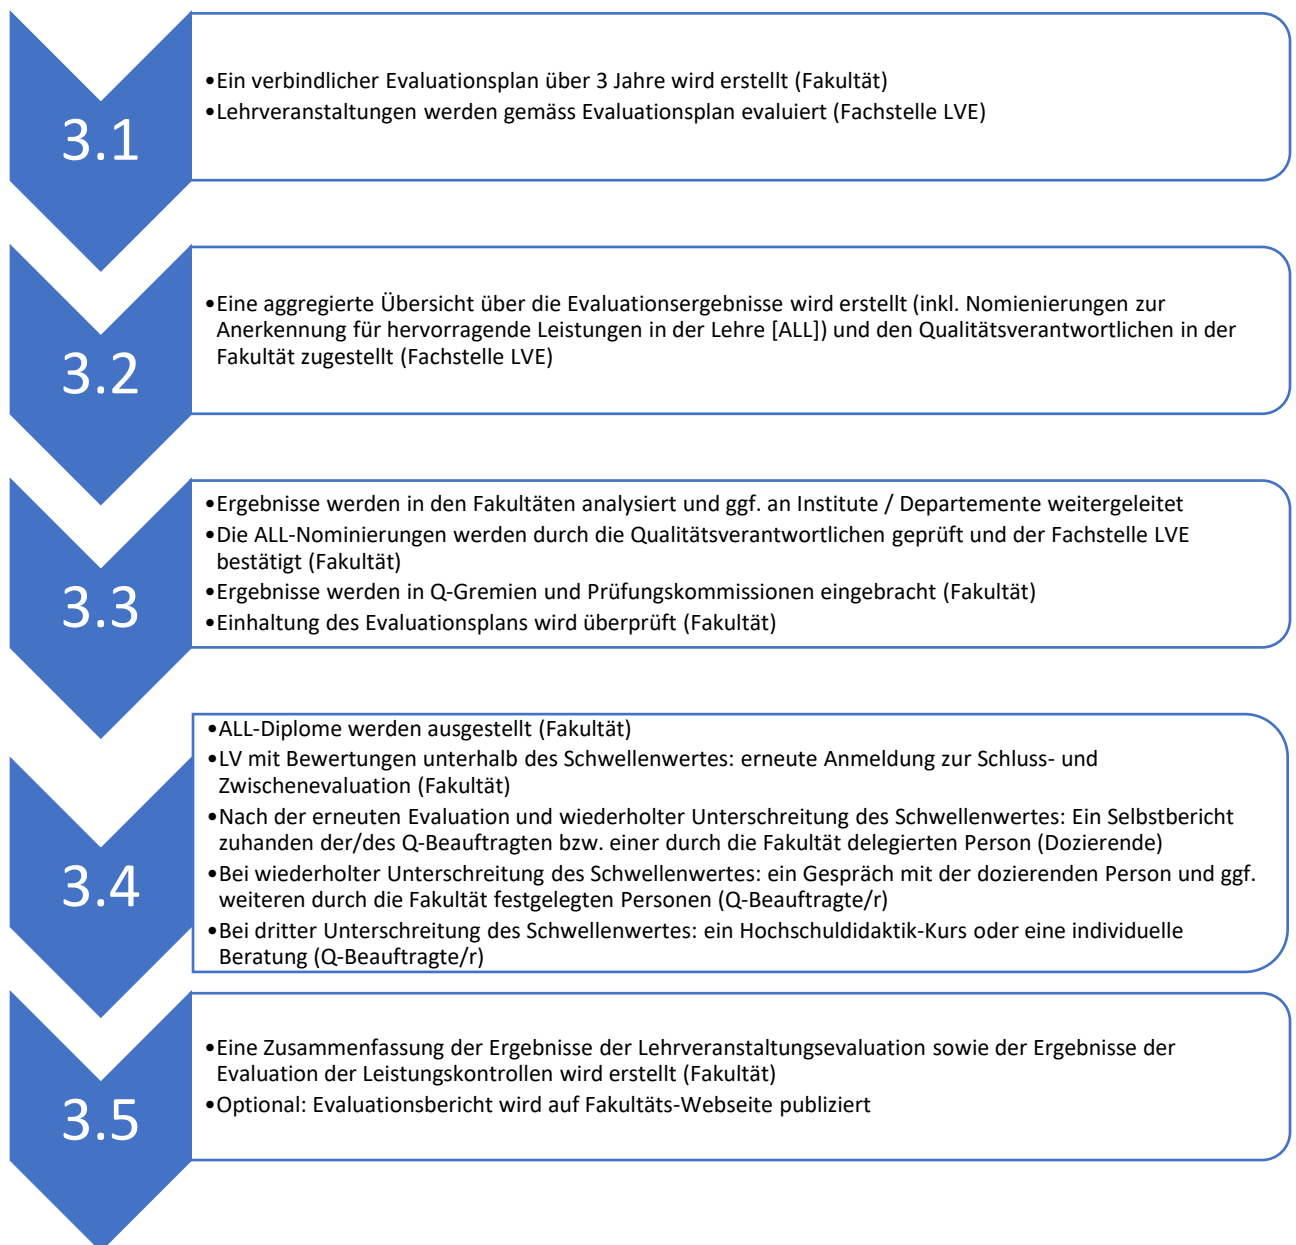 3.1
•Ein verbindlicher Evaluationsplan über 3 Jahre wird erstellt (Fakultät)
•Lehrveranstaltungen werden gemäss Evaluationsplan evaluiert (Fachstelle LVE)
3.2
•Eine aggregierte Übersicht über die Evaluationsergebnisse wird erstellt (inkl. Nomienierungen zur
Anerkennung für hervorragende Leistungen in der Lehre [ALL]) und den Qualitätsverantwortlichen in der
Fakultät zugestellt (Fachstelle LVE)
3.3
•Ergebnisse werden in den Fakultäten analysiert und ggf. an Institute / Departemente weitergeleitet
•Die ALL-Nominierungen werden durch die Qualitätsverantwortlichen geprüft und der Fachstelle LVE
bestätigt (Fakultät)
•Ergebnisse werden in Q-Gremien und Prüfungskommissionen eingebracht (Fakultät)
•Einhaltung des Evaluationsplans wird überprüft (Fakultät)
3.4
•ALL-Diplome werden ausgestellt (Fakultät)
•LV mit Bewertungen unterhalb des Schwellenwertes: erneute Anmeldung zur Schluss- und
Zwischenevaluation (Fakultät)
•Nach der erneuten Evaluation und wiederholter Unterschreitung des Schwellenwertes: Ein Selbstbericht
zuhanden der/des Q-Beauftragten bzw. einer durch die Fakultät delegierten Person (Dozierende)
•Bei wiederholter Unterschreitung des Schwellenwertes: ein Gespräch mit der dozierenden Person und ggf.
weiteren durch die Fakultät festgelegten Personen (Q-Beauftragte/r)
•Bei dritter Unterschreitung des Schwellenwertes: ein Hochschuldidaktik-Kurs oder eine individuelle
Beratung (Q-Beauftragte/r)
3.5
•Eine Zusammenfassung der Ergebnisse der Lehrveranstaltungsevaluation sowie der Ergebnisse der
Evaluation der Leistungskontrollen wird erstellt (Fakultät)
•Optional: Evaluationsbericht wird auf Fakultäts-Webseite publiziert